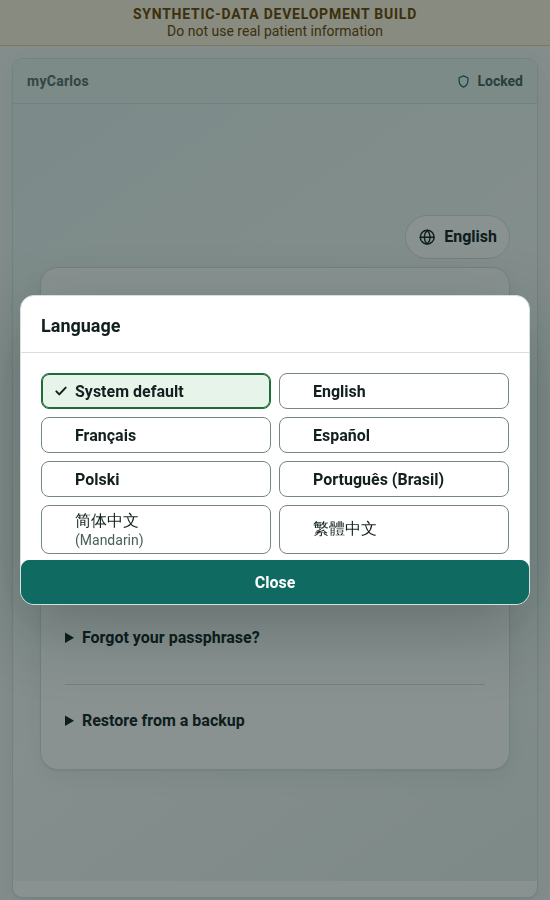 SYNTHETIC-DATA DEVELOPMENT BUILD
Do not use real patient information
myCarlos
Locked
English
Language
System default
English
Français
Español
Polski
Português (Brasil)
简体中文
(Mandarin)
繁體中文
Close
Forgot your passphrase?
Restore from a backup